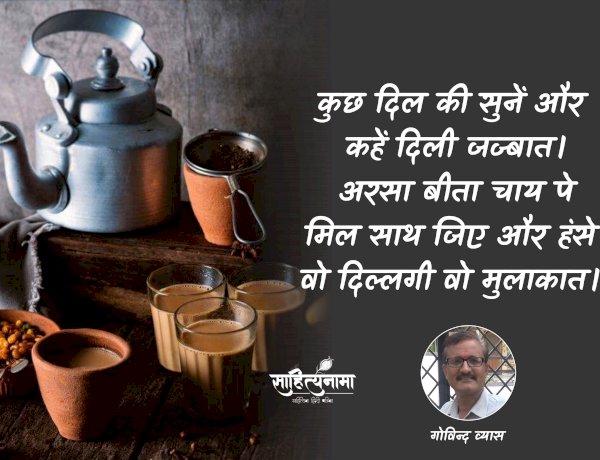 कुछ दिल की सुनें और
कहें दिली जज्बात।
अरसा बीता चाय पे
मिल साथ जिए और हंसे
वो दिल्लगी वो मुलाकात।
साहित्यनामा
गोविन्द व्यास